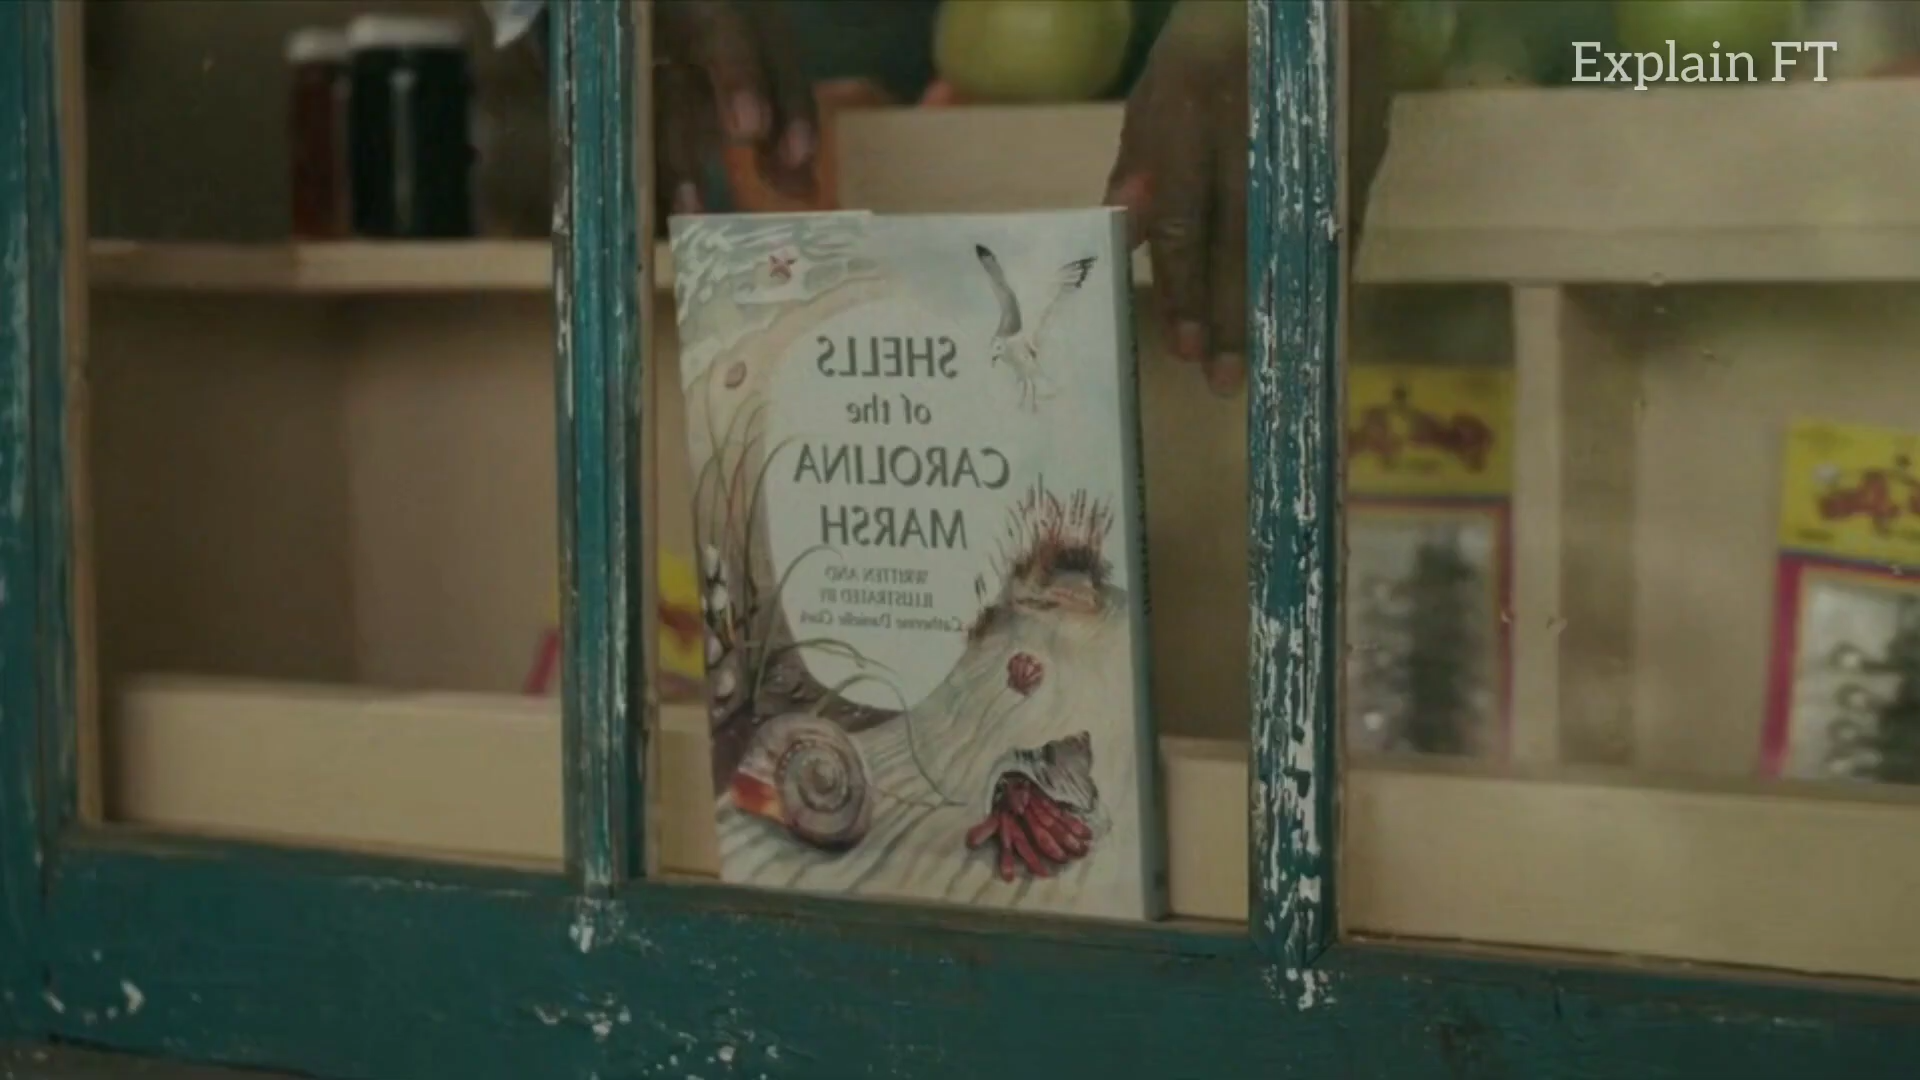 Explain FT
SHELLS
of the
CAROLINA
MARSH
WRITTEN AND
ILLUSTRATED BY
Catherine Danielle Clark